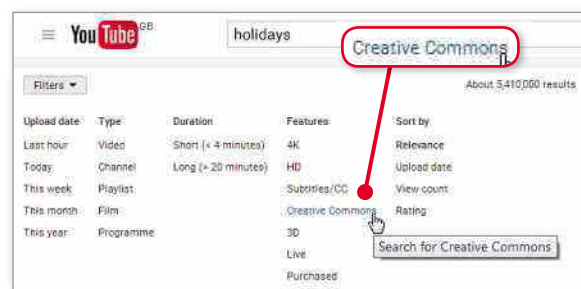 YouTube GB
holidays
Creative Commons
Filters
About 5,410,000 results
Upload date Type Duration Features Sort by
Last hour Video Short (< 4 minutes) 4K Relevance
Today Channel Long (> 20 minutes) HD Upload date
This week Playlist Subtitles/CC View count
This month Film Creative Commons Rating
This year Programme 3D
Search for Creative Commons
Live
Purchased